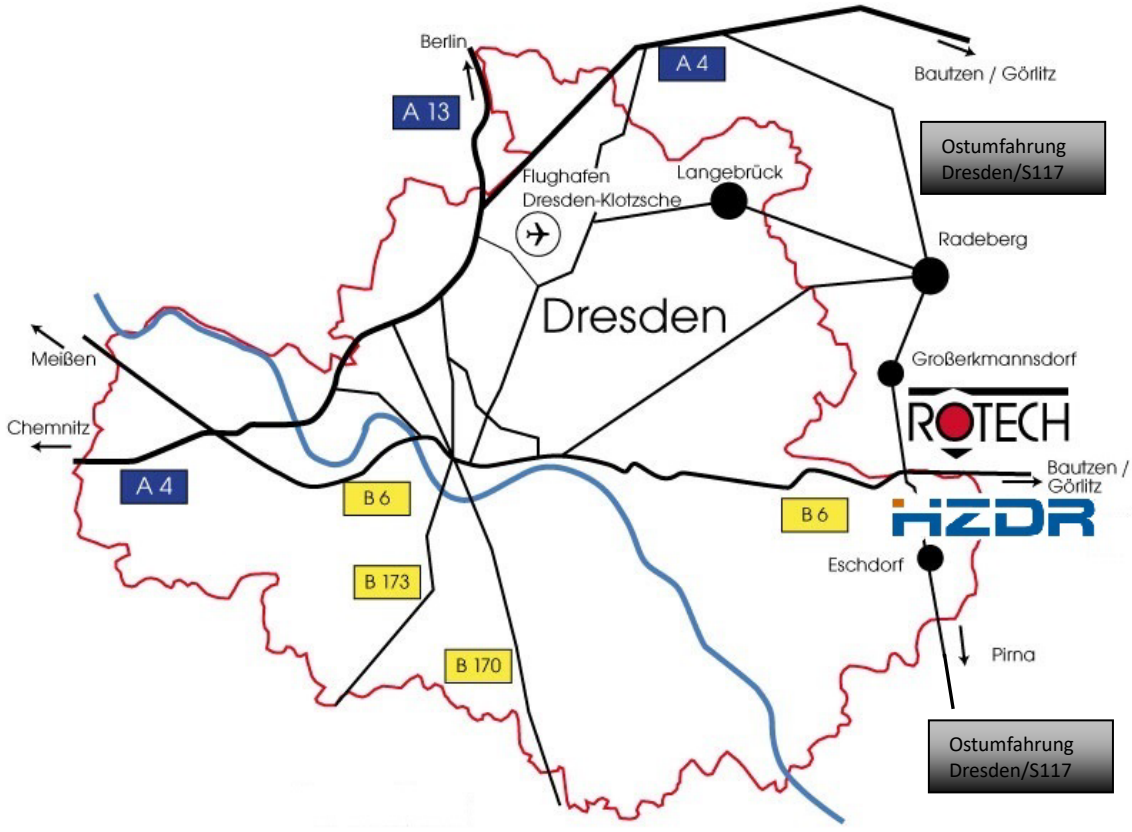 Berlin
A 4
Bautzen / Görlitz
A 13
Ostumfahrung
Dresden/S117
Flughafen
Dresden-Klotzsche
Langebrück
Radeberg
Dresden
Meißen
Großerkmannsdorf
ROTECH
Chemnitz
A 4
B 6
Bautzen /
Görlitz
B 6
HZDR
Eschdorf
B 173
B 170
Pirna
Ostumfahrung
Dresden/S117